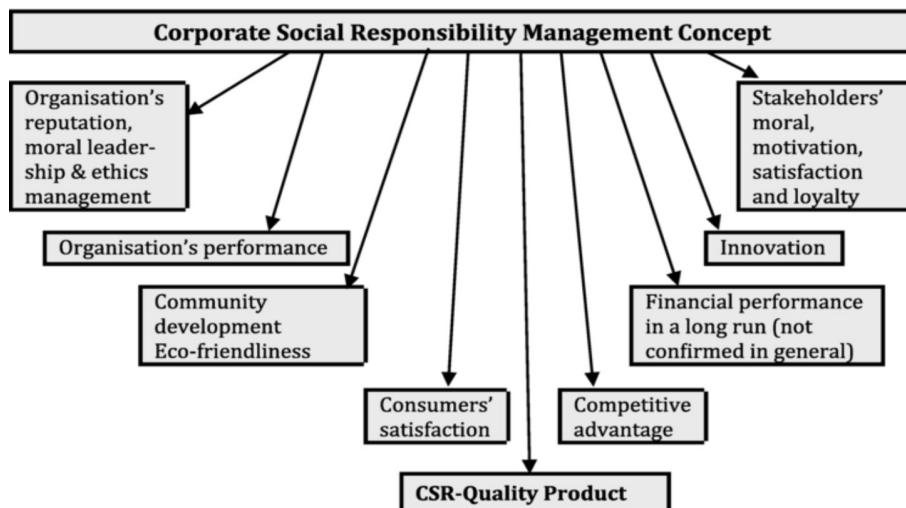 Corporate Social Responsibility Management Concept
Organisation's
reputation,
moral leader-
ship & ethics
management
Stakeholders'
moral,
motivation,
satisfaction
and loyalty
Organisation's performance
Innovation
Community
development
Eco-friendliness
Financial performance
in a long run (not
confirmed in general)
Consumers'
satisfaction
Competitive
advantage
CSR-Quality Product